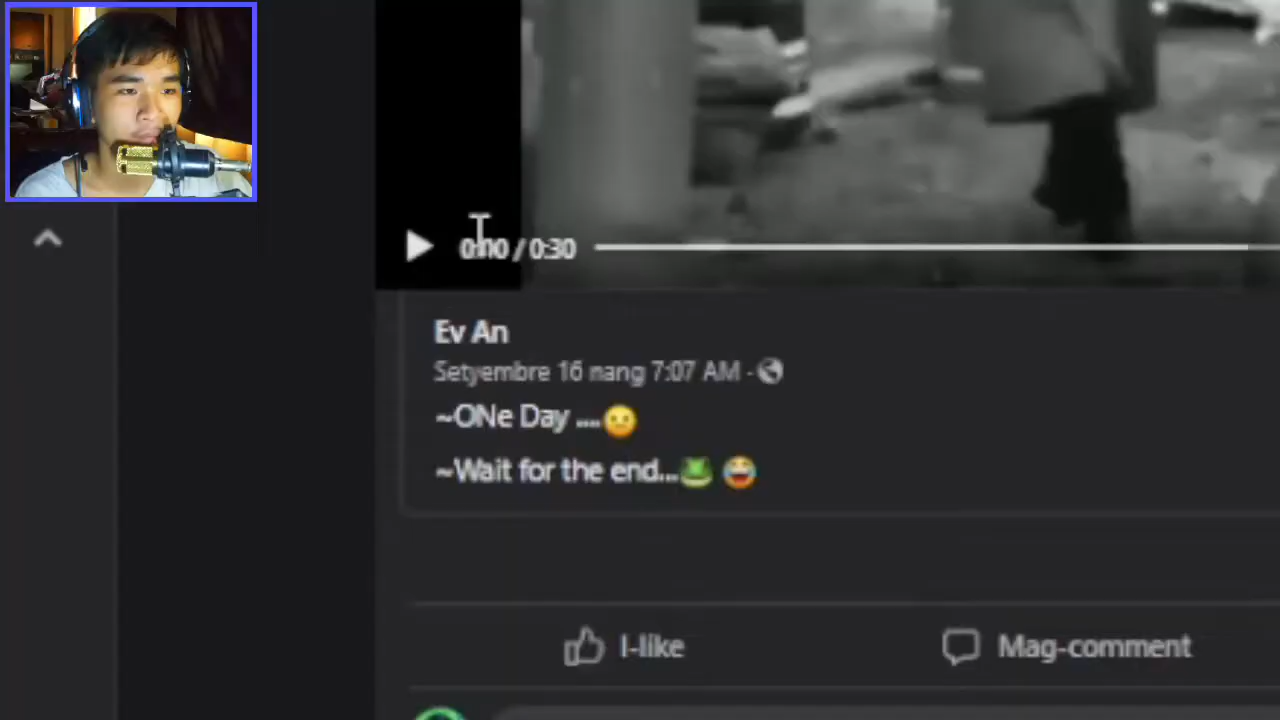 0:00 / 0:30
Ev An
Setyembre 16 nang 7:07 AM ·
~ONe Day ....😐
~Wait for the end...🐸 😂
I-like
Mag-comment